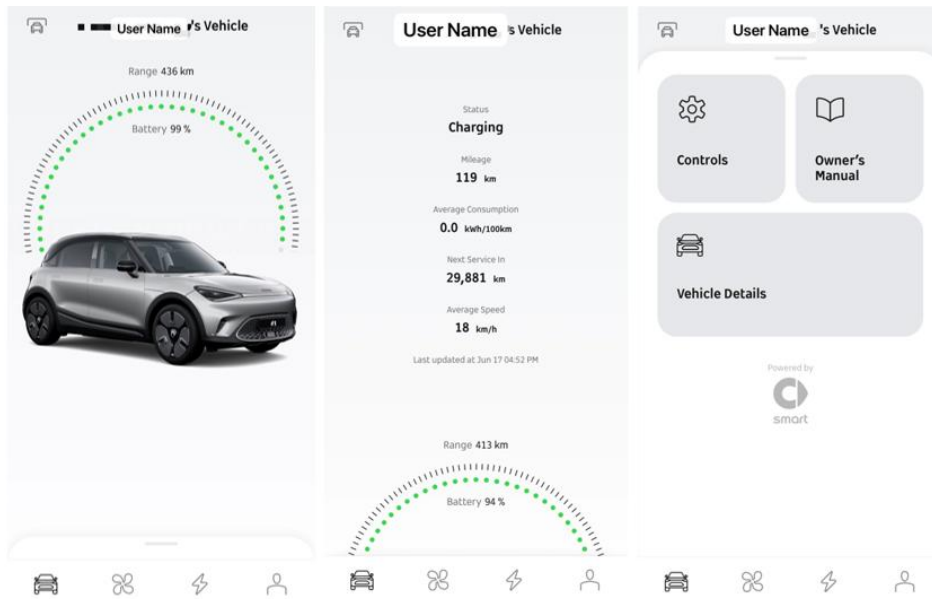 User Name 's Vehicle
Range 436 km
Battery 99 %
User Name s Vehicle
Status
Charging
Mileage
119 km
Average Consumption
0.0 kWh/100km
Next Service In
29,881 km
Average Speed
18 km/h
Last updated at Jun 17 04:52 PM
Range 413 km
Battery 94 %
User Name 's Vehicle
Controls
Owner's
Manual
Vehicle Details
Powered by
smart